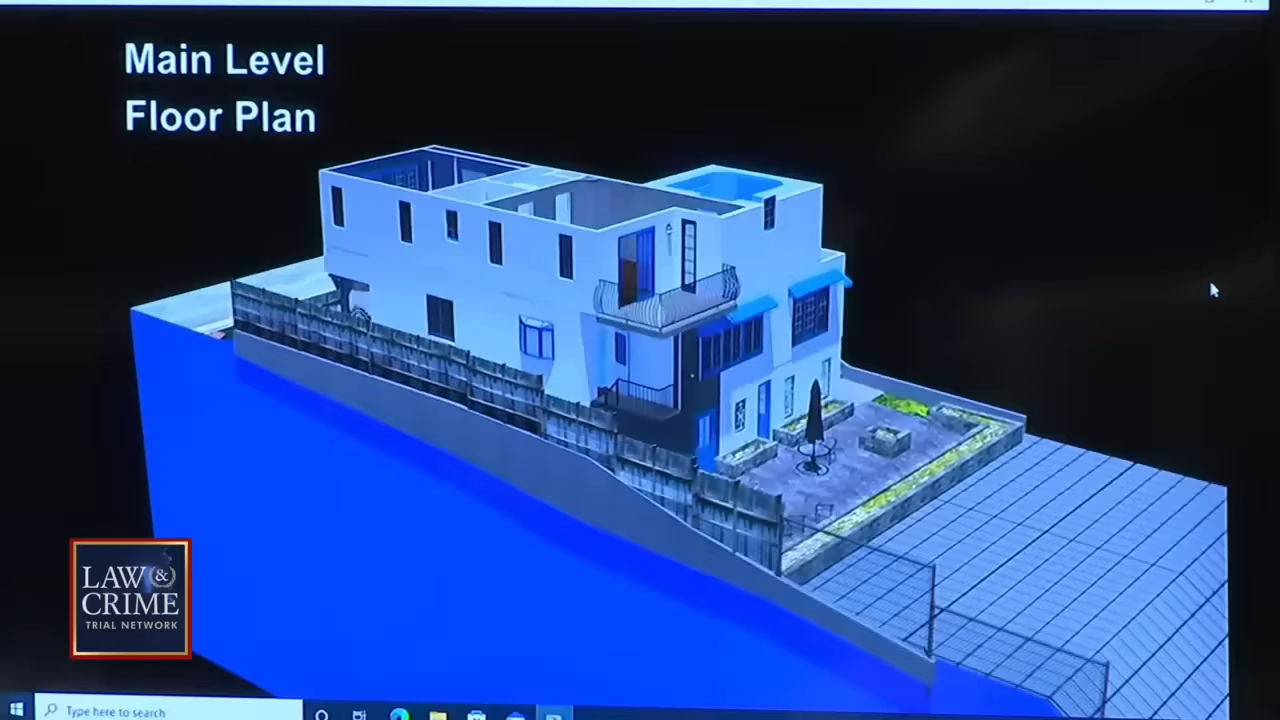 Main Level
Floor Plan
LAW &
CRIME
TRIAL NETWORK
Type here to search